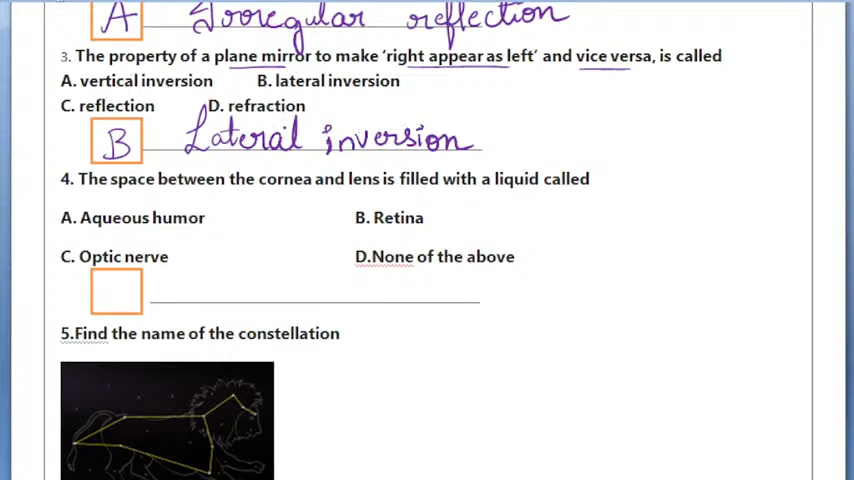 A Irregular reflection
3. The property of a plane mirror to make ‘right appear as left’ and vice versa, is called
A. vertical inversion B. lateral inversion
C. reflection D. refraction
B Lateral inversion
4. The space between the cornea and lens is filled with a liquid called
A. Aqueous humor B. Retina
C. Optic nerve D.None of the above
5.Find the name of the constellation